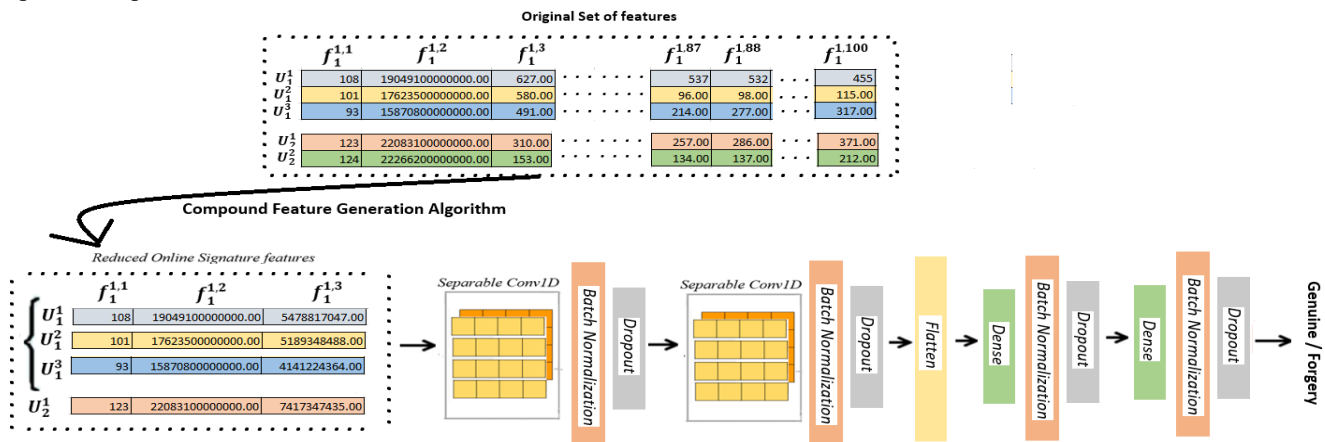 Original Set of features
f₁^{1,1} f₁^{1,2} f₁^{1,3} f₁^{1,87} f₁^{1,88} f₁^{1,100}
U₁¹ 108 19049100000000.00 627.00 · · · · · · · 537 532 · · · 455
U₁² 101 17623500000000.00 580.00 · · · · · · · 96.00 98.00 · · · 115.00
U₁³ 93 15870800000000.00 491.00 · · · · · · · 214.00 277.00 · · · 317.00
U₂¹ 123 22083100000000.00 310.00 · · · · · · · 257.00 286.00 · · · 371.00
U₂² 124 22266200000000.00 153.00 · · · · · · · 134.00 137.00 · · · 212.00
Compound Feature Generation Algorithm
Reduced Online Signature features
f₁^{1,1} f₁^{1,2} f₁^{1,3}
U₁¹ 108 19049100000000.00 5478817047.00
U₁² 101 17623500000000.00 5189348488.00
U₁³ 93 15870800000000.00 4141224364.00
U₂¹ 123 22083100000000.00 7417347435.00
Separable Conv1D
Batch Normalization
Dropout
Separable Conv1D
Batch Normalization
Dropout
Flatten
Dense
Batch Normalization
Dropout
Dense
Batch Normalization
Dropout
Genuine / Forgery